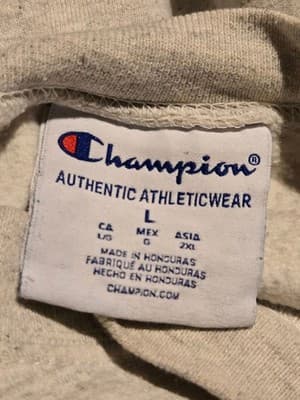 Champion®
AUTHENTIC ATHLETICWEAR
L
CA MEX ASIA
L/G G 2XL
MADE IN HONDURAS
FABRIQUÉ AU HONDURAS
HECHO EN HONDURAS
CHAMPION.COM